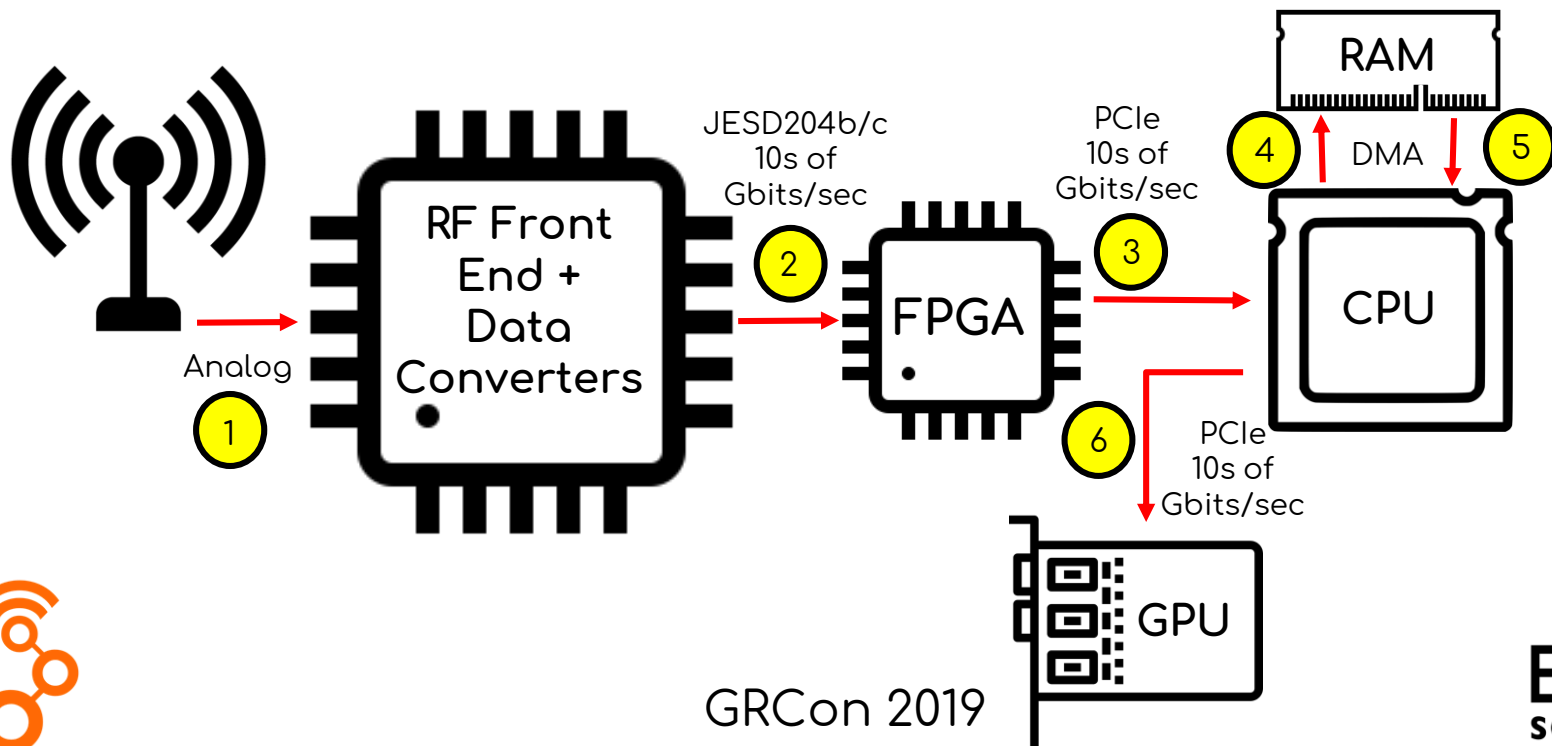 RAM
JESD204b/c
10s of
Gbits/sec
PCIe
10s of
Gbits/sec
4
DMA
5
RF Front
End +
Data
Converters
2
3
FPGA
CPU
Analog
1
6
PCIe
10s of
Gbits/sec
GPU
GRCon 2019